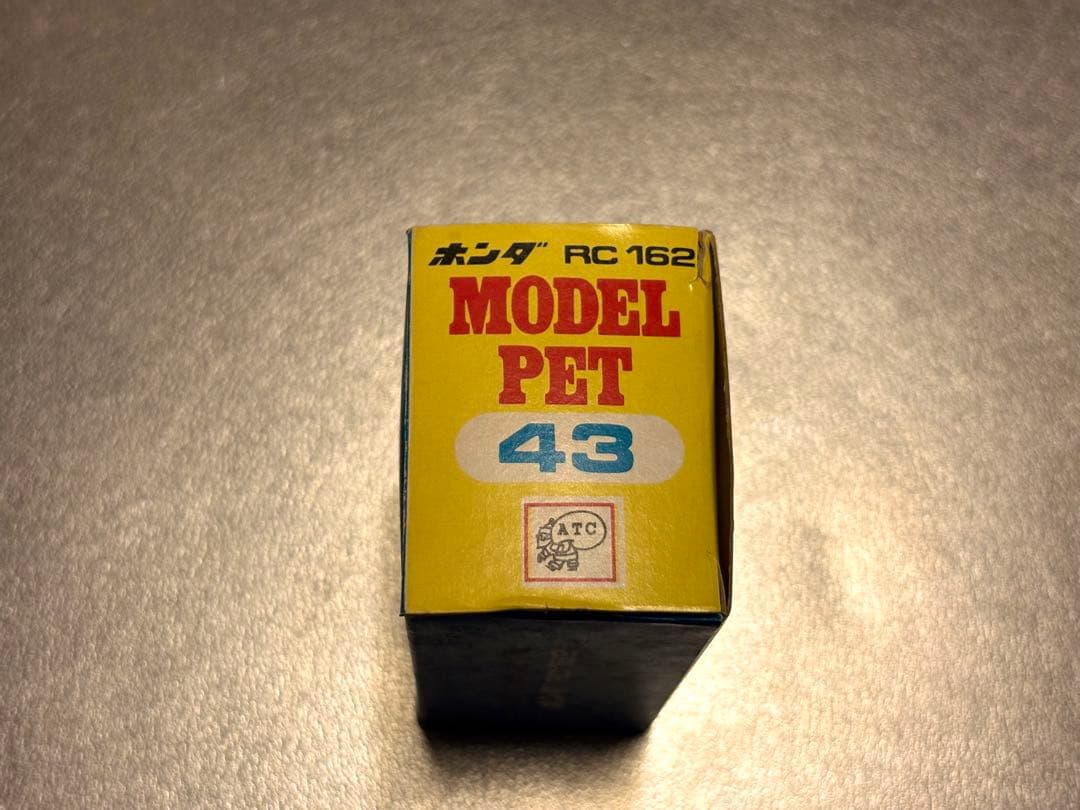 ホンダ RC 162
MODEL
PET
43
ATC